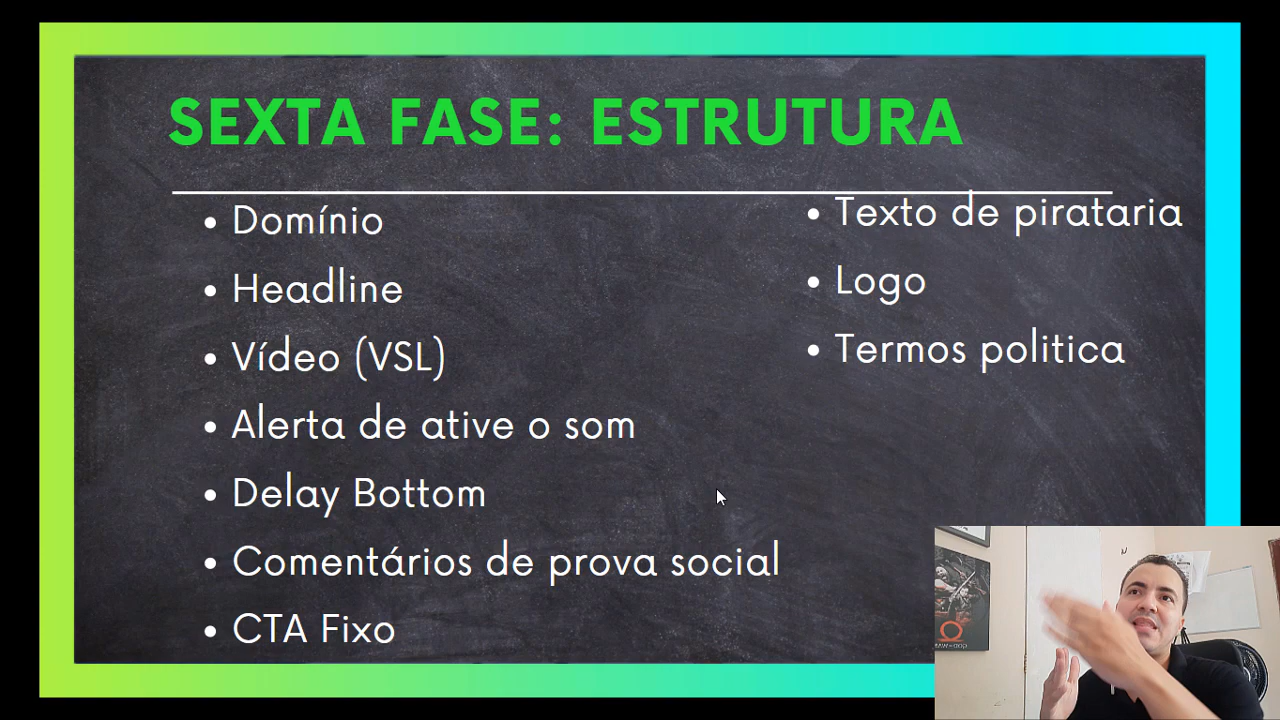 SEXTA FASE: ESTRUTURA
Domínio
Headline
Vídeo (VSL)
Alerta de ative o som
Delay Bottom
Comentários de prova social
CTA Fixo
Texto de pirataria
Logo
Termos politica